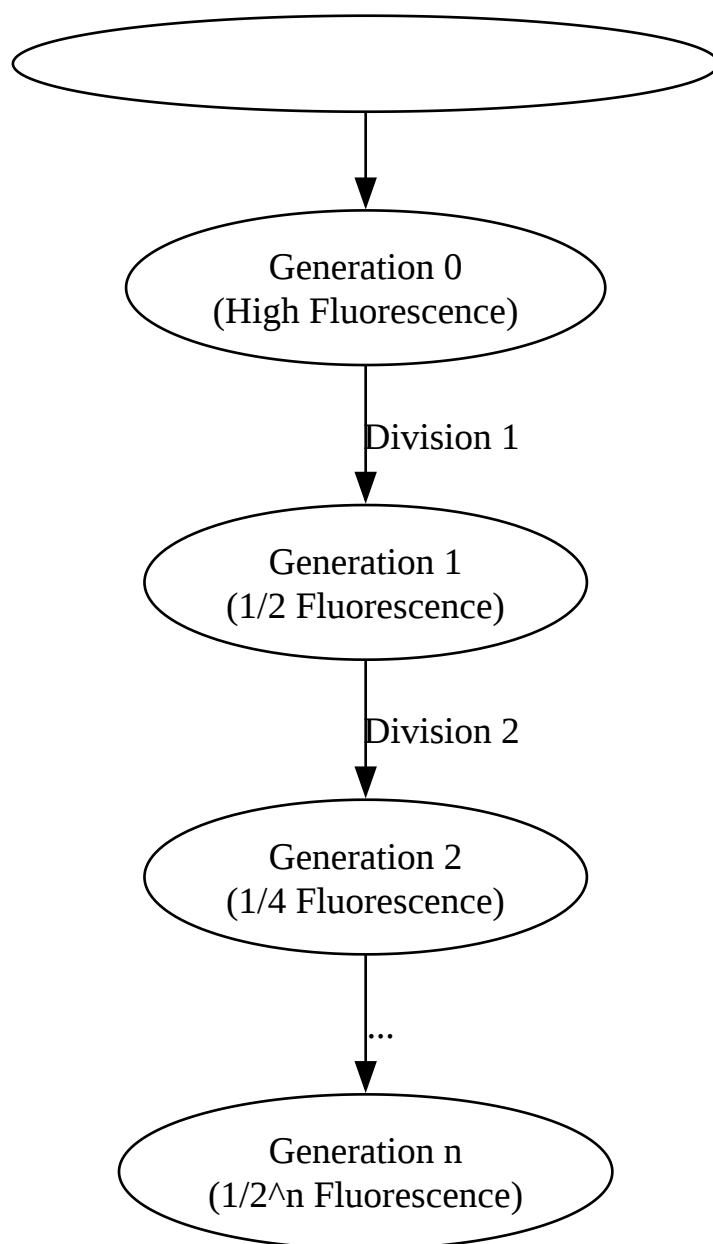 Generation 0
(High Fluorescence)
Division 1
Generation 1
(1/2 Fluorescence)
Division 2
Generation 2
(1/4 Fluorescence)
...
Generation n
(1/2^n Fluorescence)